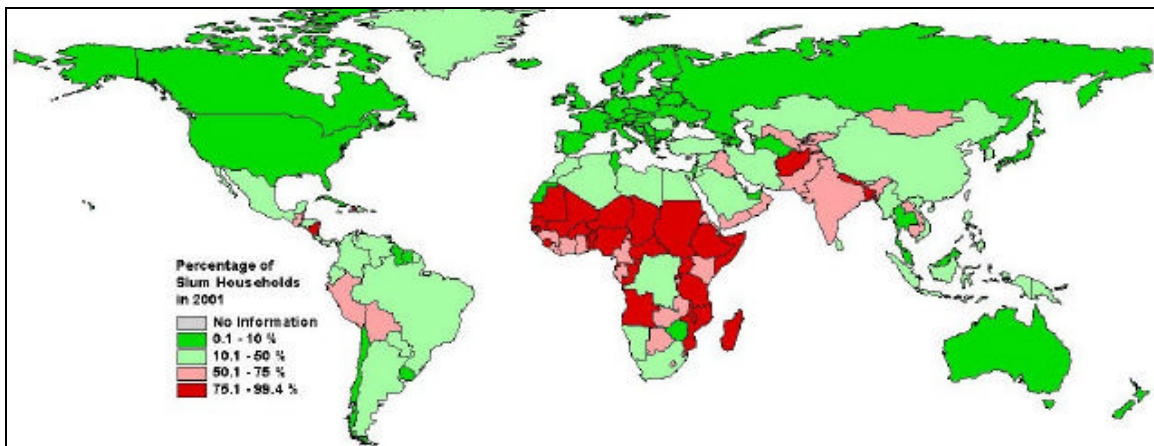 Percentage of
Slum Households
in 2001
No Information
0.1 - 10 %
10.1 - 50 %
50.1 - 75 %
75.1 - 99.4 %